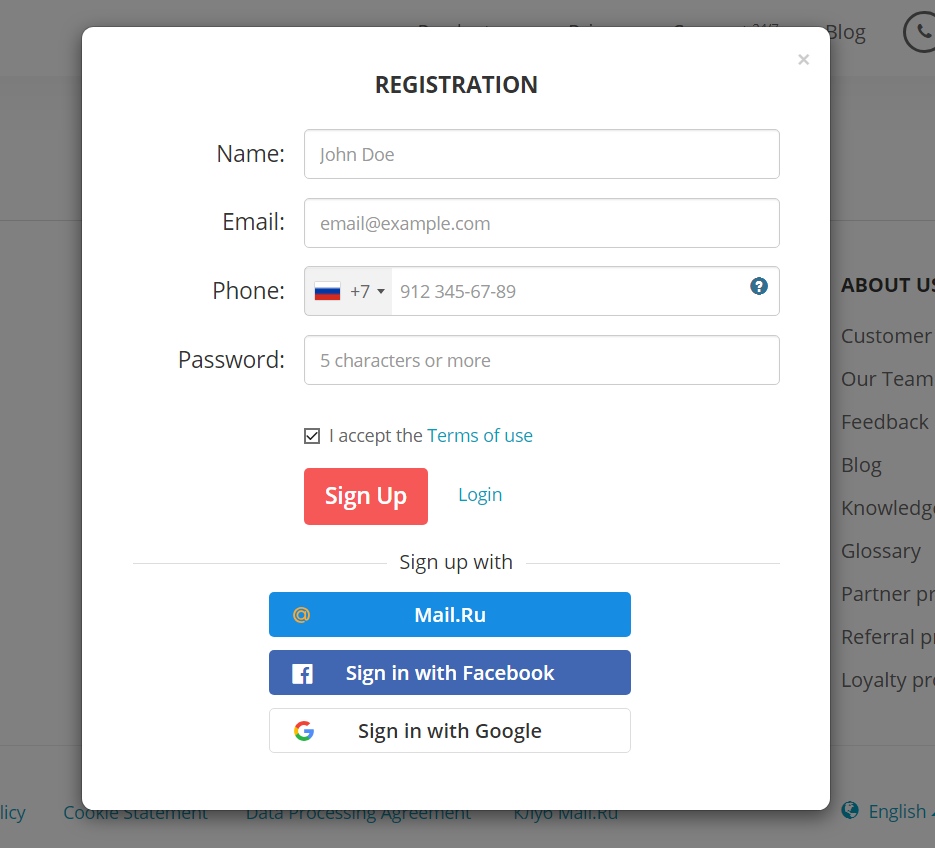 Blog
×
REGISTRATION
Name: John Doe
Email: email@example.com
Phone: +7 912 345-67-89 ?
Password: 5 characters or more
I accept the Terms of use
Sign Up Login
Sign up with
@ Mail.Ru
f Sign in with Facebook
G Sign in with Google
ABOUT US
Customer
Our Team
Feedback
Blog
Knowledge
Glossary
Partner pr
Referral pr
Loyalty pro
licy Cookie Statement Data Processing Agreement Mail.Ru English